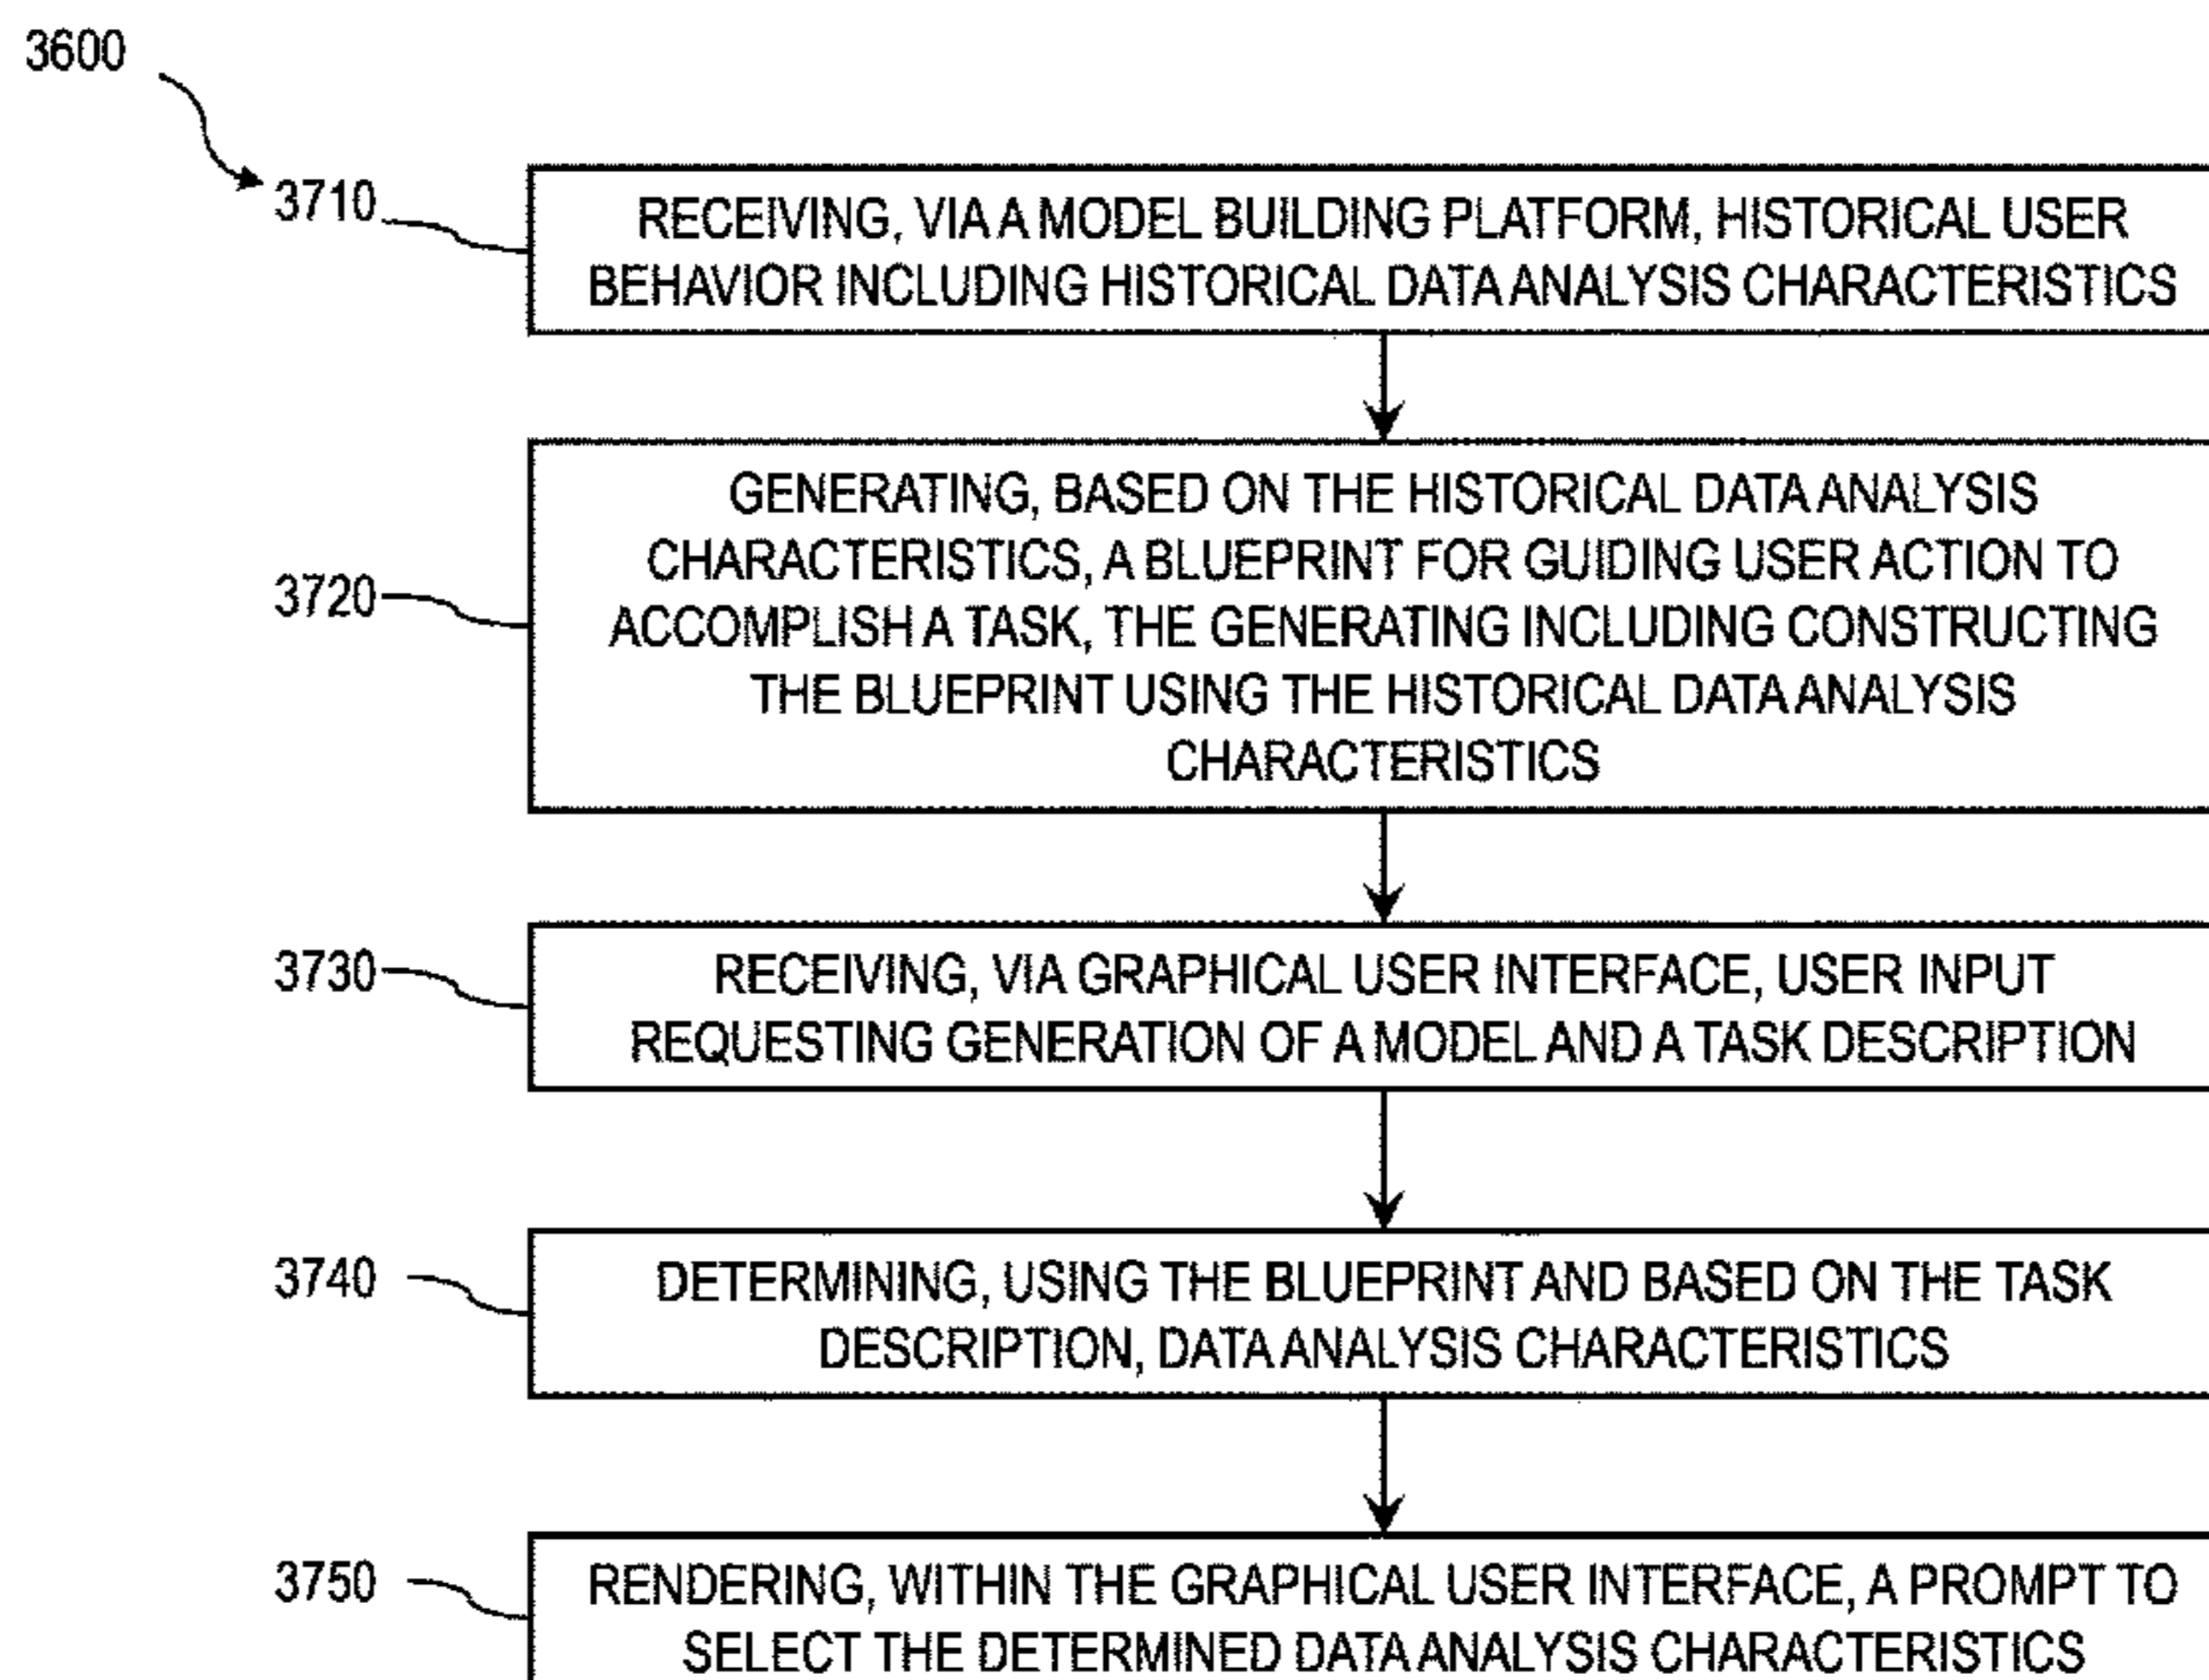 3600
3710
RECEIVING, VIA A MODEL BUILDING PLATFORM, HISTORICAL USER
BEHAVIOR INCLUDING HISTORICAL DATA ANALYSIS CHARACTERISTICS
3720
GENERATING, BASED ON THE HISTORICAL DATA ANALYSIS
CHARACTERISTICS, A BLUEPRINT FOR GUIDING USER ACTION TO
ACCOMPLISH A TASK, THE GENERATING INCLUDING CONSTRUCTING
THE BLUEPRINT USING THE HISTORICAL DATA ANALYSIS
CHARACTERISTICS
3730
RECEIVING, VIA GRAPHICAL USER INTERFACE, USER INPUT
REQUESTING GENERATION OF A MODEL AND A TASK DESCRIPTION
3740
DETERMINING, USING THE BLUEPRINT AND BASED ON THE TASK
DESCRIPTION, DATA ANALYSIS CHARACTERISTICS
3750
RENDERING, WITHIN THE GRAPHICAL USER INTERFACE, A PROMPT TO
SELECT THE DETERMINED DATA ANALYSIS CHARACTERISTICS